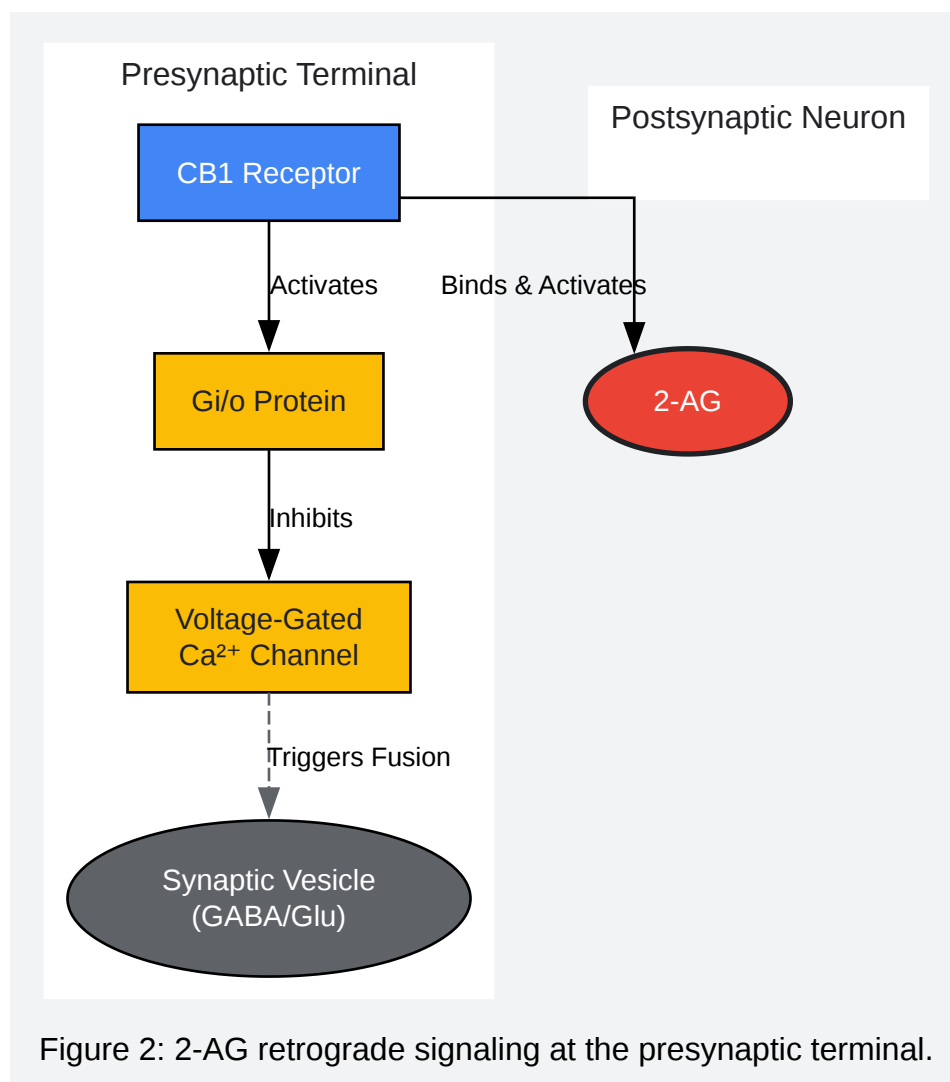 Presynaptic Terminal
Postsynaptic Neuron
CB1 Receptor
Activates
Binds & Activates
Gi/o Protein
2-AG
Inhibits
Voltage-Gated
Ca²⁺ Channel
Triggers Fusion
Synaptic Vesicle
(GABA/Glu)
Figure 2: 2-AG retrograde signaling at the presynaptic terminal.